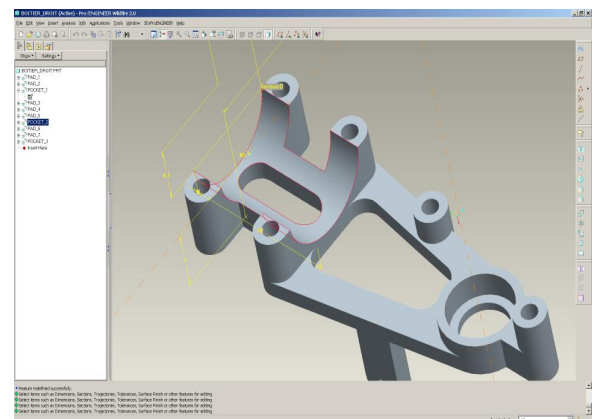 BOITIER_DROIT (Active) - Pro/ENGINEER Wildfire 2.0
File Edit View Insert Analysis Info Applications Tools Window 3DxPro/ENGINEER Help
Show Settings
BOITIER_DROIT.PRT
PAD_1
PAD_2
POCKET_1
PAD_3
PAD_4
PAD_5
POCKET_2
PAD_6
PAD_7
POCKET_3
Insert Here
Feature redefined successfully.
Select items such as Dimensions, Sections, Trajectories, Tolerances, Surface Finish or other features for editing
Select items such as Dimensions, Sections, Trajectories, Tolerances, Surface Finish or other features for editing
Select items such as Dimensions, Sections, Trajectories, Tolerances, Surface Finish or other features for editing
Select items such as Dimensions, Sections, Trajectories, Tolerances, Surface Finish or other features for editing